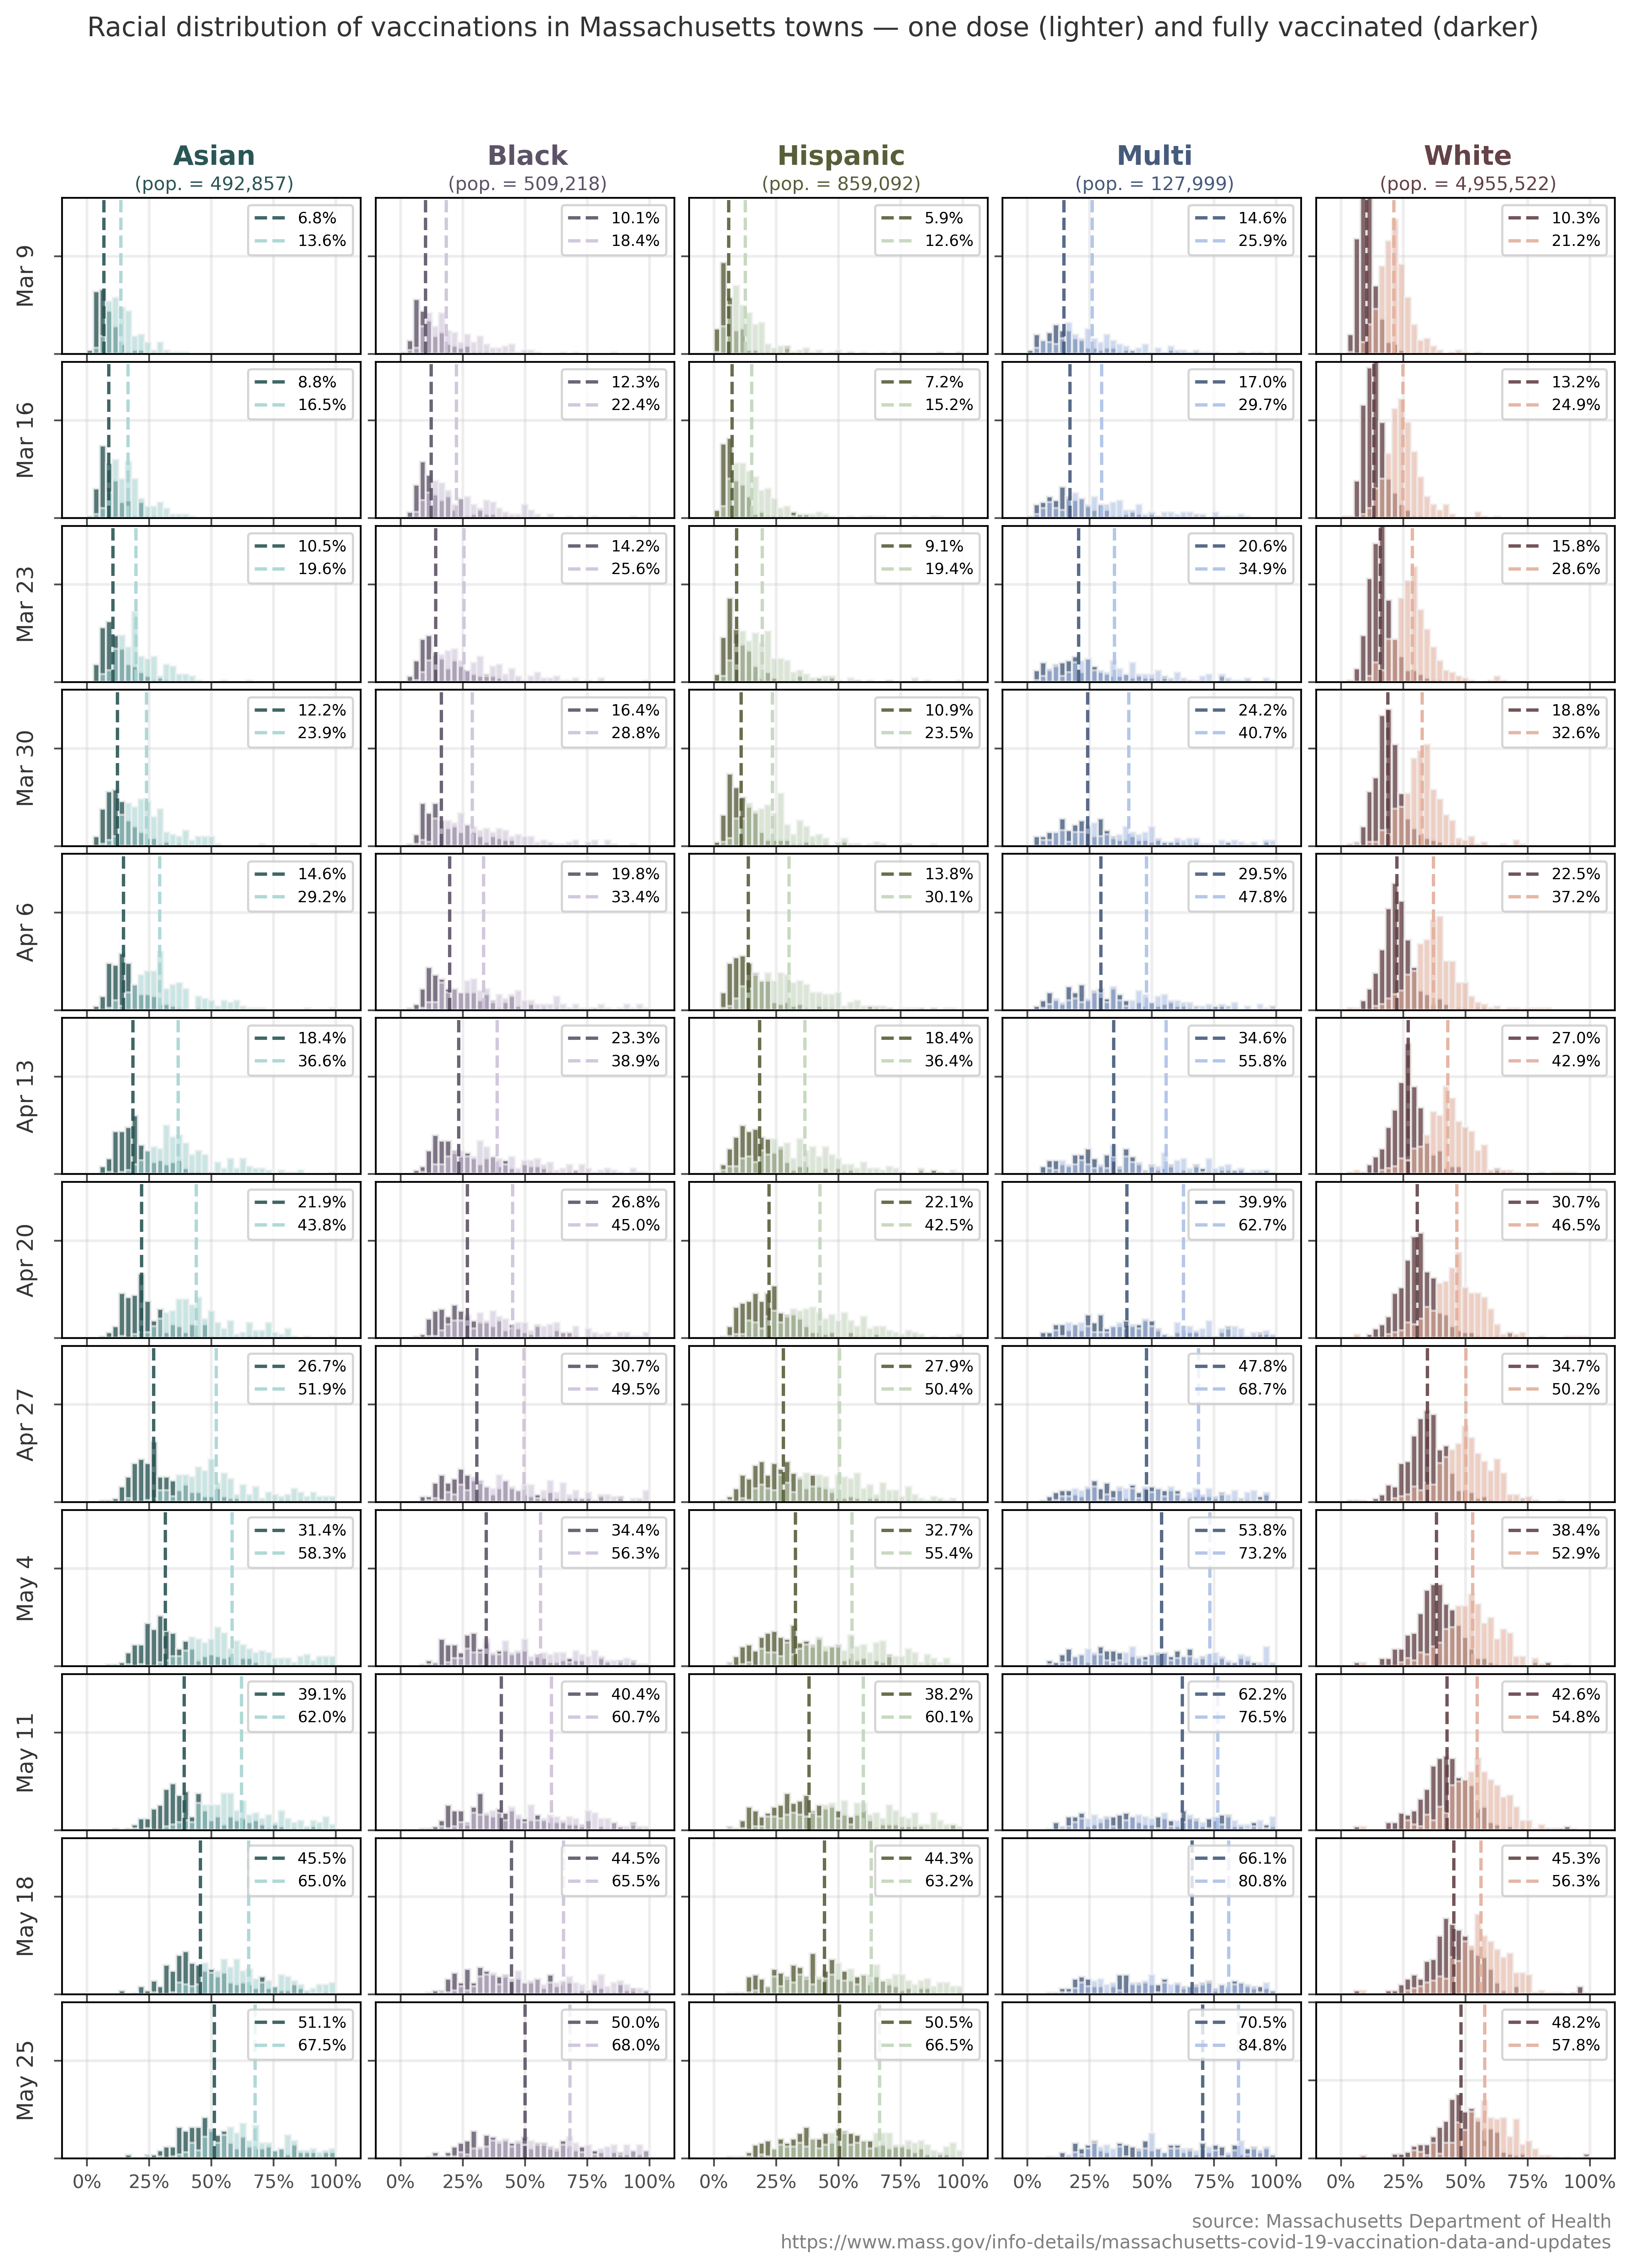 Racial distribution of vaccinations in Massachusetts towns — one dose (lighter) and fully vaccinated (darker)
Asian Black Hispanic Multi White
(pop. = 492,857) (pop. = 509,218) (pop. = 859,092) (pop. = 127,999) (pop. = 4,955,522)
Mar 9
6.8% 10.1% 5.9% 14.6% 10.3%
13.6% 18.4% 12.6% 25.9% 21.2%
Mar 16
8.8% 12.3% 7.2% 17.0% 13.2%
16.5% 22.4% 15.2% 29.7% 24.9%
Mar 23
10.5% 14.2% 9.1% 20.6% 15.8%
19.6% 25.6% 19.4% 34.9% 28.6%
Mar 30
12.2% 16.4% 10.9% 24.2% 18.8%
23.9% 28.8% 23.5% 40.7% 32.6%
Apr 6
14.6% 19.8% 13.8% 29.5% 22.5%
29.2% 33.4% 30.1% 47.8% 37.2%
Apr 13
18.4% 23.3% 18.4% 34.6% 27.0%
36.6% 38.9% 36.4% 55.8% 42.9%
Apr 20
21.9% 26.8% 22.1% 39.9% 30.7%
43.8% 45.0% 42.5% 62.7% 46.5%
Apr 27
26.7% 30.7% 27.9% 47.8% 34.7%
51.9% 49.5% 50.4% 68.7% 50.2%
May 4
31.4% 34.4% 32.7% 53.8% 38.4%
58.3% 56.3% 55.4% 73.2% 52.9%
May 11
39.1% 40.4% 38.2% 62.2% 42.6%
62.0% 60.7% 60.1% 76.5% 54.8%
May 18
45.5% 44.5% 44.3% 66.1% 45.3%
65.0% 65.5% 63.2% 80.8% 56.3%
May 25
51.1% 50.0% 50.5% 70.5% 48.2%
67.5% 68.0% 66.5% 84.8% 57.8%
0% 25% 50% 75% 100% 0% 25% 50% 75% 100% 0% 25% 50% 75% 100% 0% 25% 50% 75% 100% 0% 25% 50% 75% 100%
source: Massachusetts Department of Health
https://www.mass.gov/info-details/massachusetts-covid-19-vaccination-data-and-updates